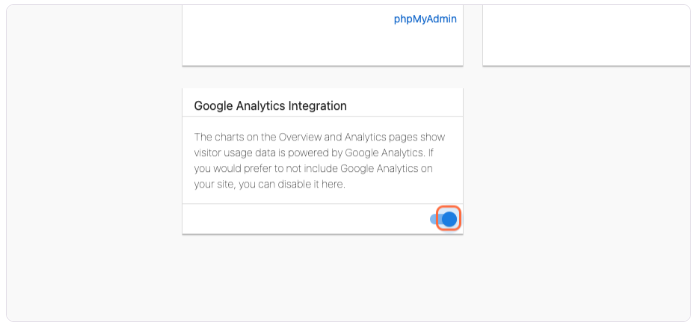 phpMyAdmin
Google Analytics Integration
The charts on the Overview and Analytics pages show
visitor usage data is powered by Google Analytics. If
you would prefer to not include Google Analytics on
your site, you can disable it here.